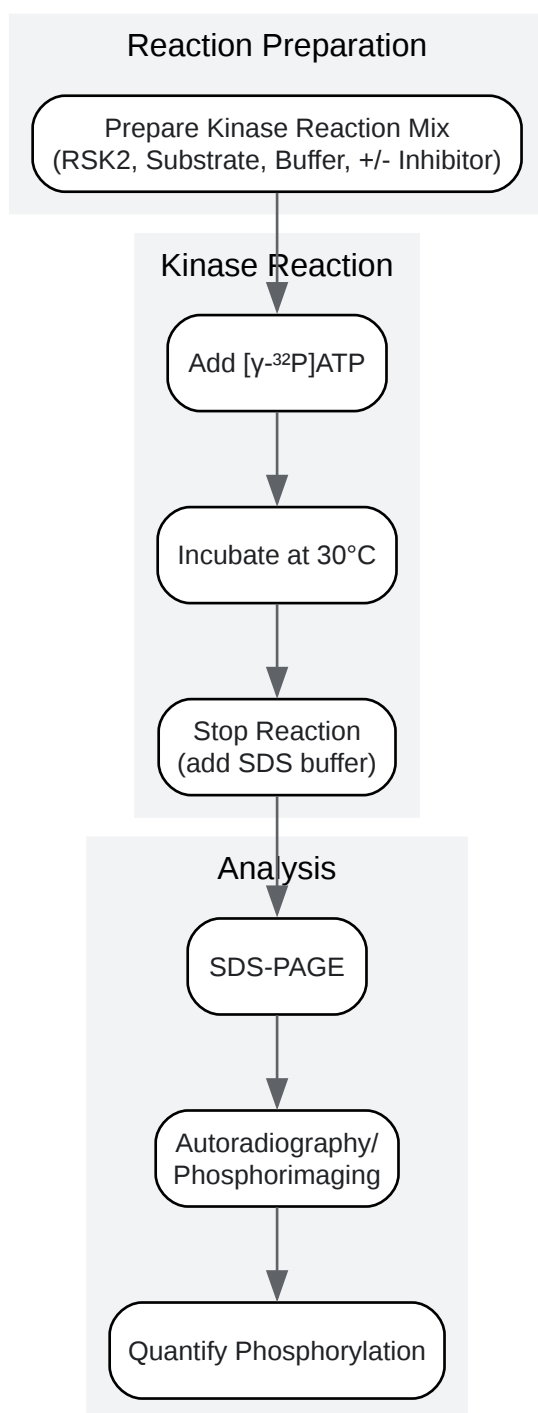 Reaction Preparation
Prepare Kinase Reaction Mix
(RSK2, Substrate, Buffer, +/- Inhibitor)
Kinase Reaction
Add [γ-³²P]ATP
Incubate at 30°C
Stop Reaction
(add SDS buffer)
Analysis
SDS-PAGE
Autoradiography/
Phosphorimaging
Quantify Phosphorylation